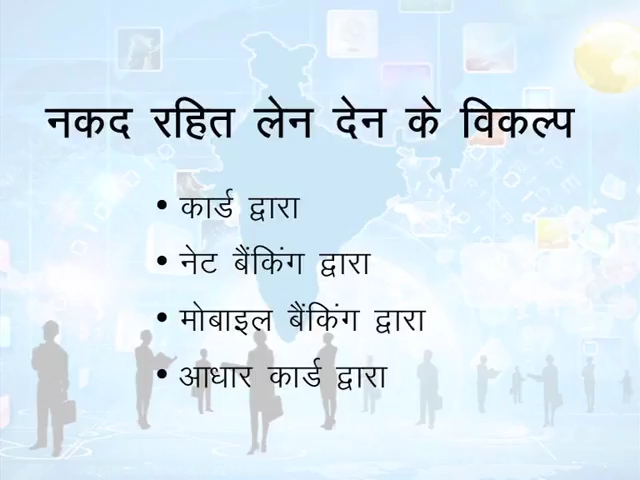 नकद रहित लेन देन के विकल्प
• कार्ड द्वारा
• नेट बैंकिंग द्वारा
• मोबाइल बैंकिंग द्वारा
• आधार कार्ड द्वारा